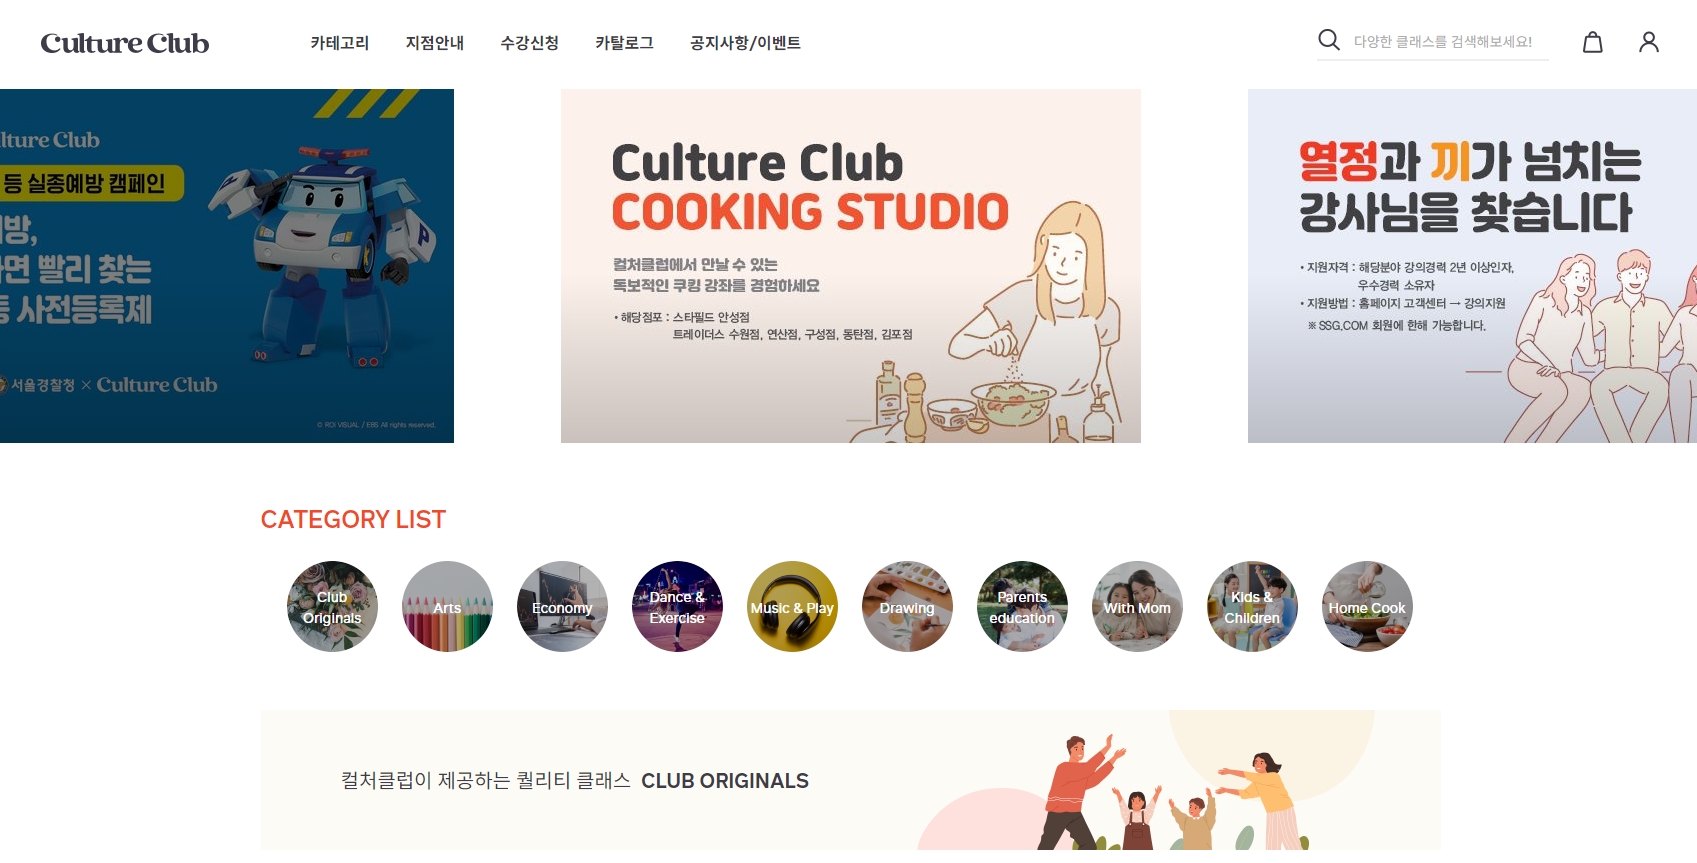 Culture Club
카테고리
지점안내
수강신청
카탈로그
공지사항/이벤트
다양한 클래스를 검색해보세요!
Culture Club
등 실종예방 캠페인
빨리 찾는
사전등록제
서울경찰청 × Culture Club
© ROI VISUAL / EBS All rights reserved.
Culture Club
COOKING STUDIO
컬처클럽에서 만날 수 있는
독보적인 쿠킹 강좌를 경험하세요
• 해당점포 : 스타필드 안성점
트레이더스 수원점, 연산점, 구성점, 동탄점, 김포점
열정과 끼가 넘치는
강사님을 찾습니다
• 지원자격 : 해당분야 강의경력 2년 이상인자,
우수경력 소유자
• 지원방법 : 홈페이지 고객센터 → 강의지원
※ SSG.COM 회원에 한해 가능합니다.
CATEGORY LIST
Club
Originals
Arts
Economy
Dance &
Exercise
Music & Play
Drawing
Parents
education
With Mom
Kids &
Children
Home Cook
컬처클럽이 제공하는 퀄리티 클래스 CLUB ORIGINALS